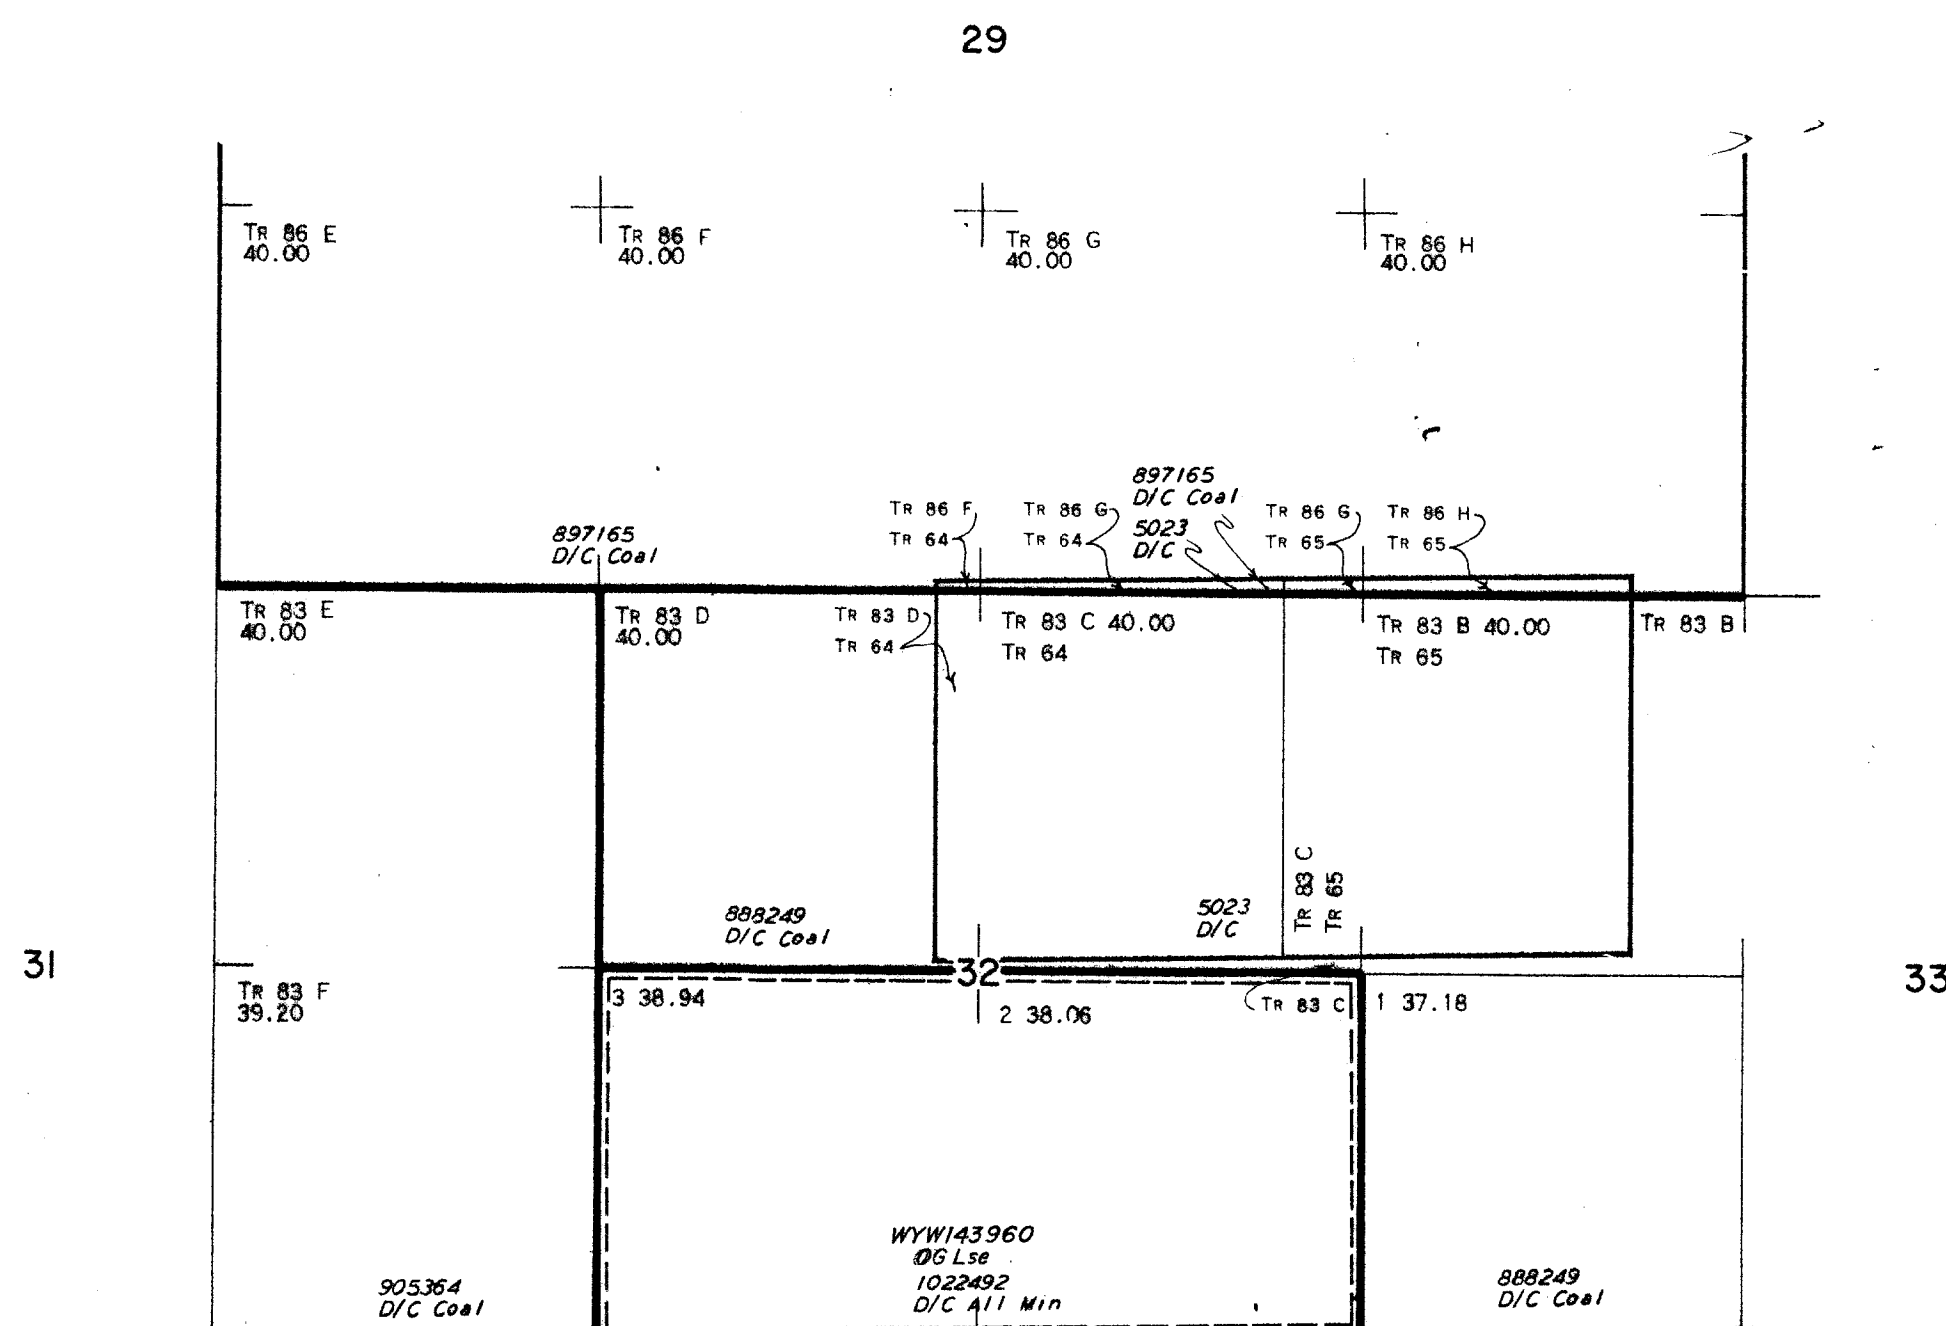 29
TR 86 E
40.00
TR 86 F
40.00
TR 86 G
40.00
TR 86 H
40.00
897165
D/C Coal
897165
D/C Coal
5023
D/C
TR 86 F
TR 64
TR 86 G
TR 64
TR 86 G
TR 65
TR 86 H
TR 65
TR 83 E
40.00
TR 83 D
40.00
TR 83 D
TR 64
TR 83 C 40.00
TR 64
TR 83 B 40.00
TR 65
TR 83 B
TR 83 C
TR 65
888249
D/C Coal
5023
D/C
31
32
33
TR 83 F
39.20
3 38.94
2 38.06
TR 83 C
1 37.18
WYW143960
OG Lse
1022492
D/C All Min
905364
D/C Coal
888249
D/C Coal